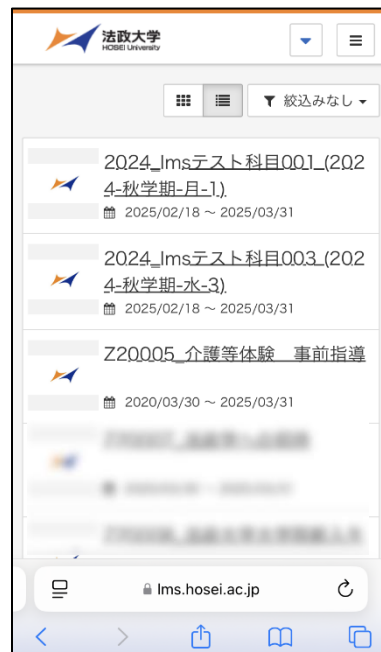 法政大学
HOSEI University
絞込みなし
2024_lmsテスト科目001 (202
4-秋学期-月-1)
2025/02/18 ～ 2025/03/31
2024_lmsテスト科目003 (202
4-秋学期-水-3)
2025/02/18 ～ 2025/03/31
Z20005_介護等体験　事前指導
2020/03/30 ～ 2025/03/31
lms.hosei.ac.jp